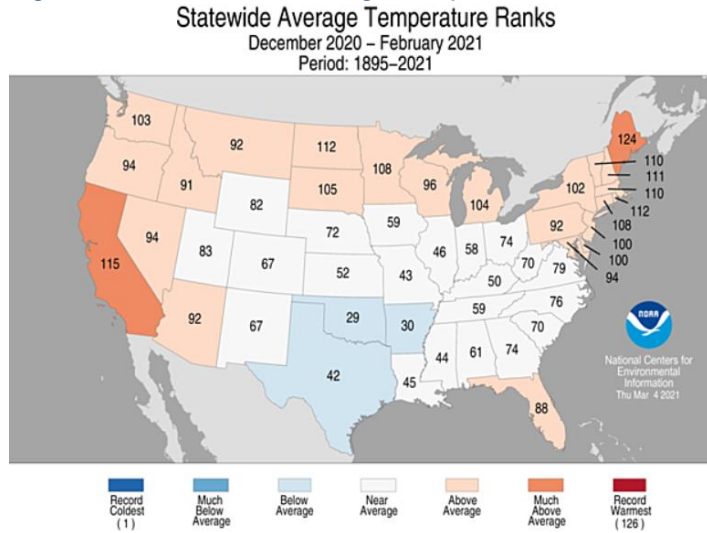 Statewide Average Temperature Ranks
December 2020 – February 2021
Period: 1895–2021
103
92
112
108
96
104
124
110
111
110
112
108
100
100
94
94
91
105
102
92
82
59
72
46
58
74
115
94
83
67
52
43
70
79
50
76
92
67
29
30
59
70
42
45
44
61
74
88
NOAA
National Centers for
Environmental
Information
Thu Mar 4 2021
Record
Coldest
(1)
Much
Below
Average
Below
Average
Near
Average
Above
Average
Much
Above
Average
Record
Warmest
(126)